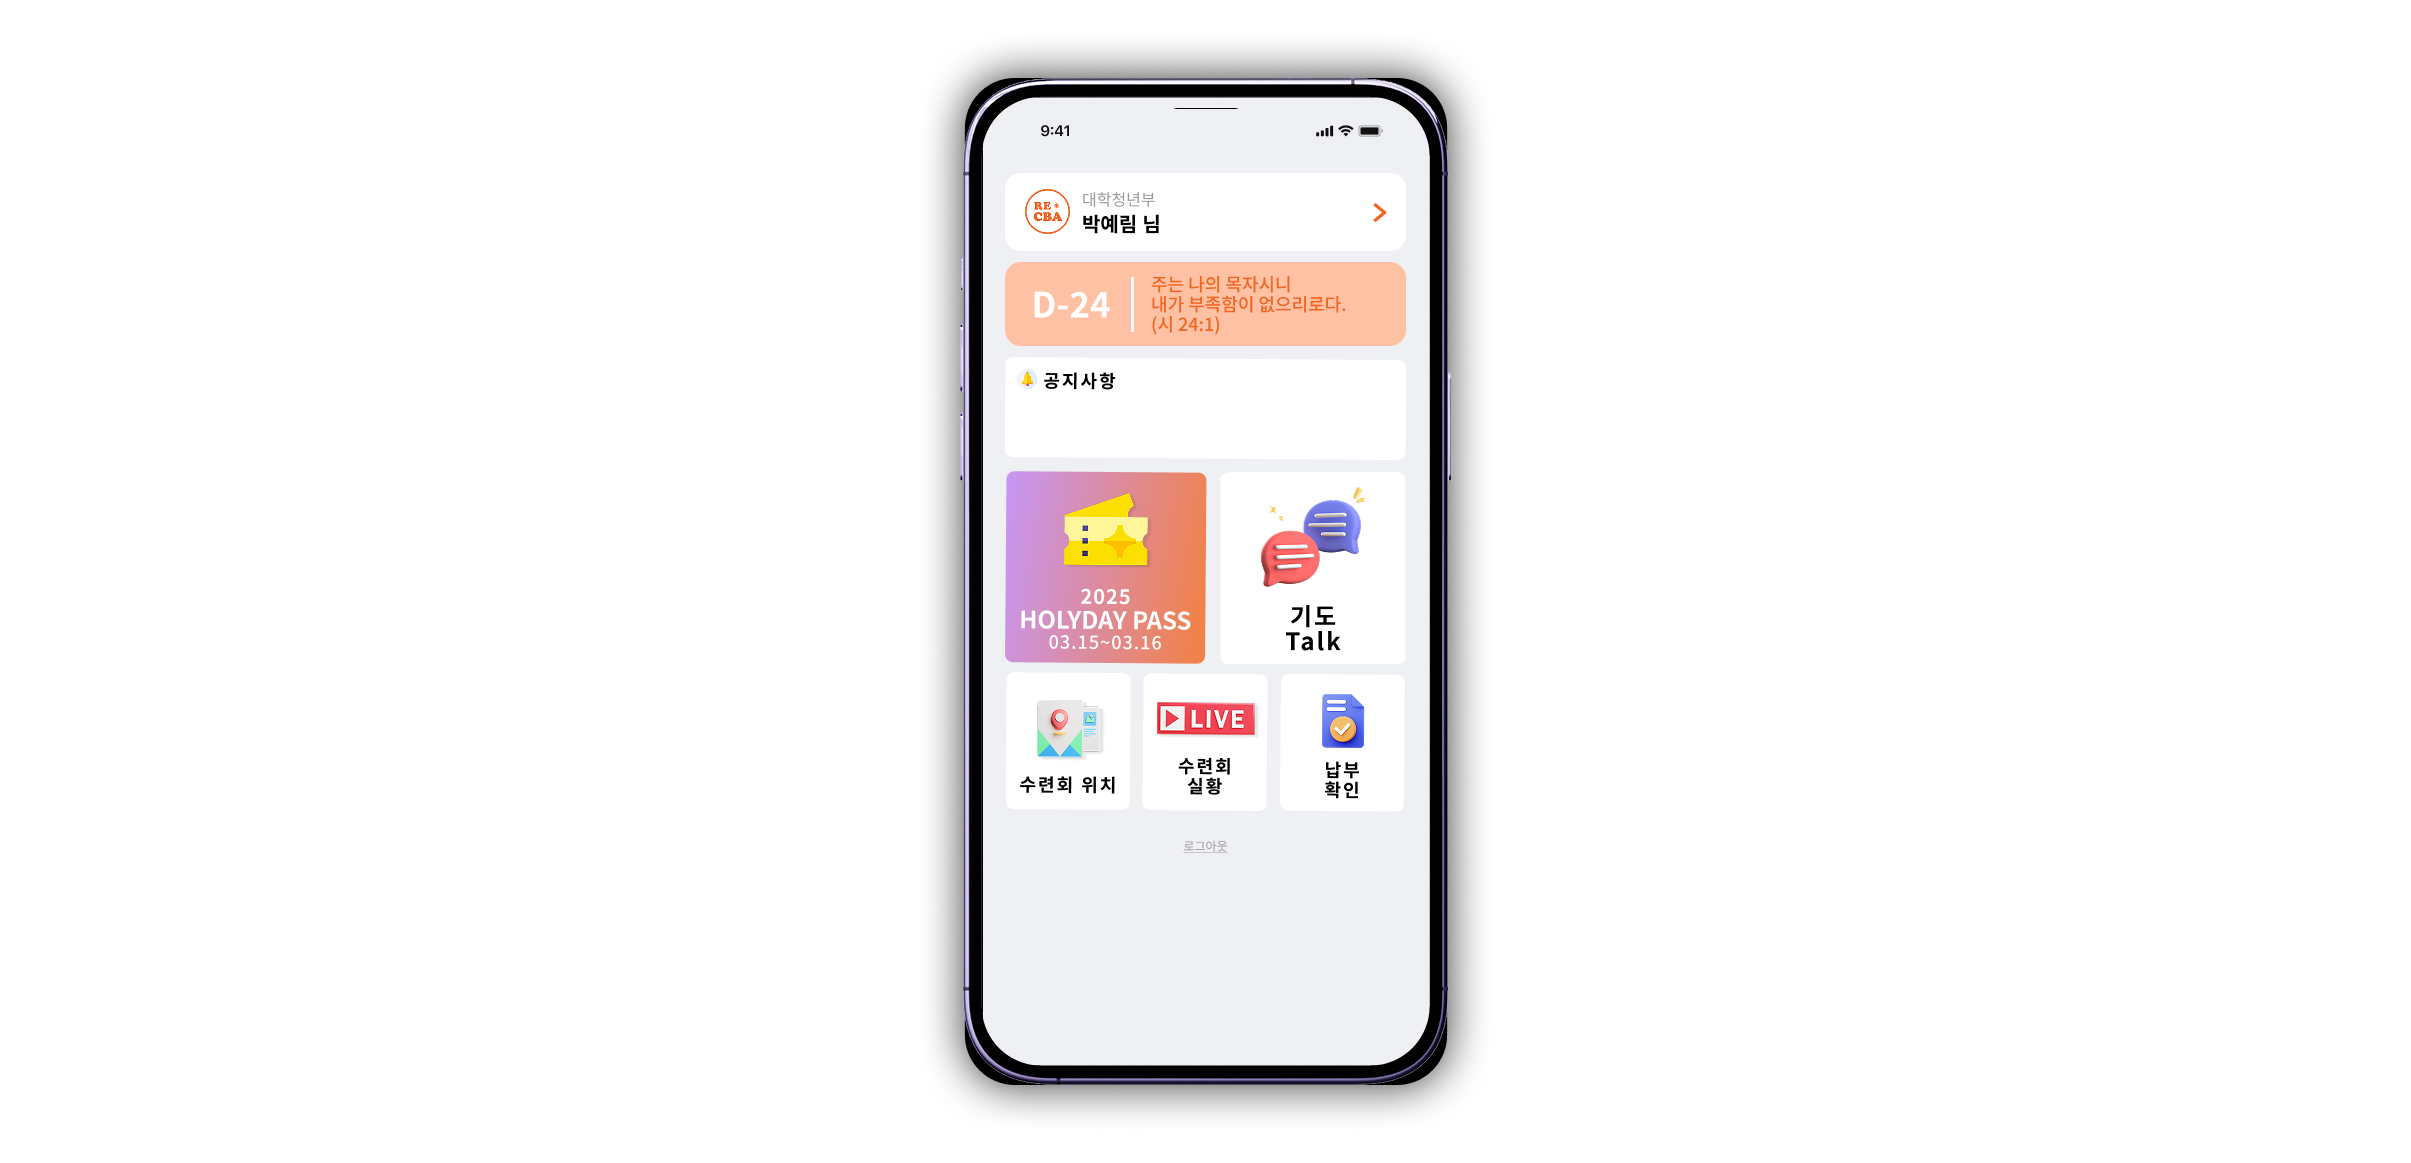 9:41
RE*
CBA
대학청년부
박예림 님
D-24
주는 나의 목자시니
내가 부족함이 없으리로다.
(시 24:1)
공지사항
2025
HOLYDAY PASS
03.15~03.16
기도
Talk
수련회 위치
LIVE
수련회
실황
납부
확인
로그아웃